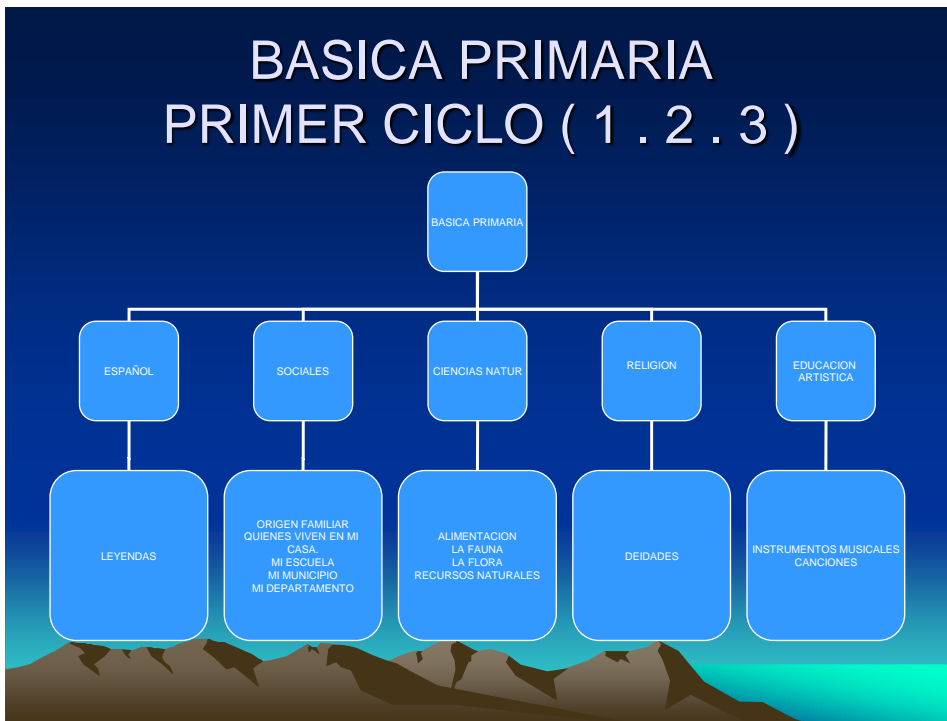 BASICA PRIMARIA
PRIMER CICLO ( 1 . 2 . 3 )
BASICA PRIMARIA
ESPAÑOL
SOCIALES
CIENCIAS NATUR
RELIGION
EDUCACION
ARTISTICA
LEYENDAS
ORIGEN FAMILIAR
QUIENES VIVEN EN MI
CASA.
MI ESCUELA
MI MUNICIPIO
MI DEPARTAMENTO
ALIMENTACION
LA FAUNA
LA FLORA
RECURSOS NATURALES
DEIDADES
INSTRUMENTOS MUSICALES
CANCIONES